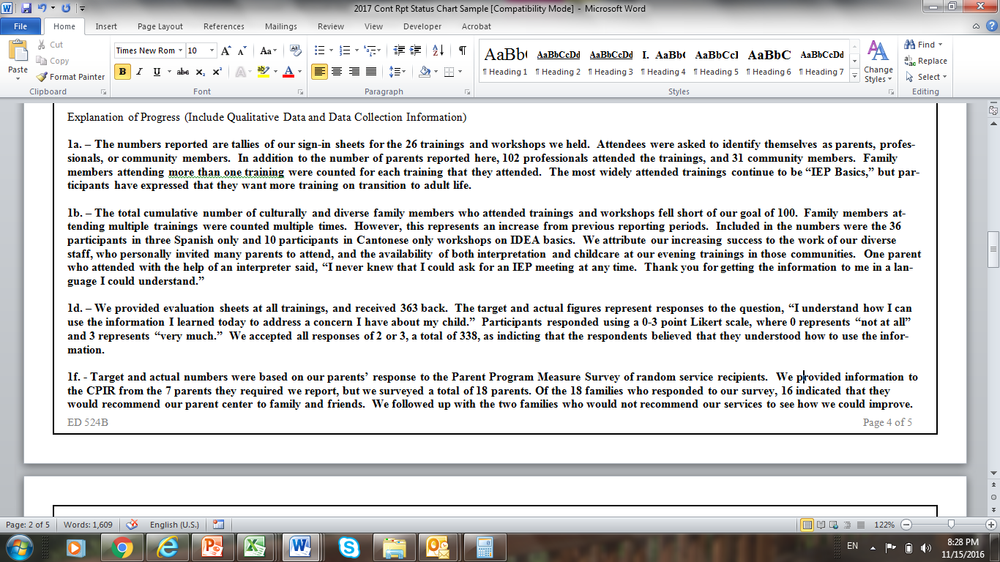 2017 Cont Rpt Status Chart Sample [Compatibility Mode] - Microsoft Word
File Home Insert Page Layout References Mailings Review View Developer Acrobat
Paste
Cut
Copy
Format Painter
Clipboard
Times New Rom 10
Font
Paragraph
AaBbC AaBbCcDd AaBbCcDd I. AaBb( AaBbCcI AaBbC AaBbCcDd
¶ Heading 1 ¶ Heading 2 ¶ Heading 3 ¶ Heading 4 ¶ Heading 5 ¶ Heading 6 ¶ Heading 7
Styles
Change Styles
Find
Replace
Select
Editing
Explanation of Progress (Include Qualitative Data and Data Collection Information)
1a. – The numbers reported are tallies of our sign-in sheets for the 26 trainings and workshops we held. Attendees were asked to identify themselves as parents, profes-
sionals, or community members. In addition to the number of parents reported here, 102 professionals attended the trainings, and 31 community members. Family
members attending more than one training were counted for each training that they attended. The most widely attended trainings continue to be “IEP Basics,” but par-
ticipants have expressed that they want more training on transition to adult life.
1b. – The total cumulative number of culturally and diverse family members who attended trainings and workshops fell short of our goal of 100. Family members at-
tending multiple trainings were counted multiple times. However, this represents an increase from previous reporting periods. Included in the numbers were the 36
participants in three Spanish only and 10 participants in Cantonese only workshops on IDEA basics. We attribute our increasing success to the work of our diverse
staff, who personally invited many parents to attend, and the availability of both interpretation and childcare at our evening trainings in those communities. One parent
who attended with the help of an interpreter said, “I never knew that I could ask for an IEP meeting at any time. Thank you for getting the information to me in a lan-
guage I could understand.”
1d. – We provided evaluation sheets at all trainings, and received 363 back. The target and actual figures represent responses to the question, “I understand how I can
use the information I learned today to address a concern I have about my child.” Participants responded using a 0-3 point Likert scale, where 0 represents “not at all”
and 3 represents “very much.” We accepted all responses of 2 or 3, a total of 338, as indicting that the respondents believed that they understood how to use the infor-
mation.
1f. - Target and actual numbers were based on our parents’ response to the Parent Program Measure Survey of random service recipients. We provided information to
the CPIR from the 7 parents they required we report, but we surveyed a total of 18 parents. Of the 18 families who responded to our survey, 16 indicated that they
would recommend our parent center to family and friends. We followed up with the two families who would not recommend our services to see how we could improve.
ED 524B Page 4 of 5
Page: 2 of 5 Words: 1,609 English (U.S.) 122%
EN
8:28 PM
11/15/2016